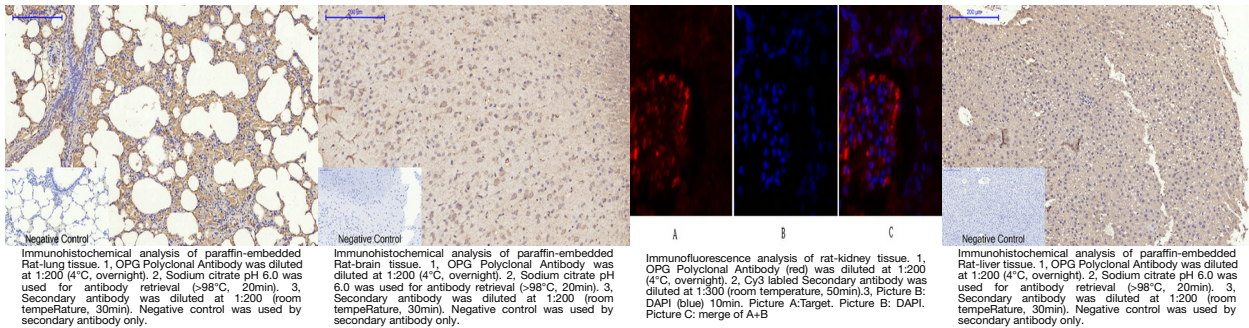 200 µm
Negative Control
Immunohistochemical analysis of paraffin-embedded
Rat-lung tissue. 1, OPG Polyclonal Antibody was diluted
at 1:200 (4°C, overnight). 2, Sodium citrate pH 6.0 was
used for antibody retrieval (>98°C, 20min). 3,
Secondary antibody was diluted at 1:200 (room
tempeRature, 30min). Negative control was used by
secondary antibody only.
200 µm
Negative Control
Immunohistochemical analysis of paraffin-embedded
Rat-brain tissue. 1, OPG Polyclonal Antibody was
diluted at 1:200 (4°C, overnight). 2, Sodium citrate pH
6.0 was used for antibody retrieval (>98°C, 20min). 3,
Secondary antibody was diluted at 1:200 (room
tempeRature, 30min). Negative control was used by
secondary antibody only.
A B C
Immunofluorescence analysis of rat-kidney tissue. 1,
OPG Polyclonal Antibody (red) was diluted at 1:200
(4°C, overnight). 2, Cy3 labled Secondary antibody was
diluted at 1:300 (room temperature, 50min).3, Picture B:
DAPI (blue) 10min. Picture A:Target. Picture B: DAPI.
Picture C: merge of A+B
200 µm
Negative Control
Immunohistochemical analysis of paraffin-embedded
Rat-liver tissue. 1, OPG Polyclonal Antibody was diluted
at 1:200 (4°C, overnight). 2, Sodium citrate pH 6.0 was
used for antibody retrieval (>98°C, 20min). 3,
Secondary antibody was diluted at 1:200 (room
tempeRature, 30min). Negative control was used by
secondary antibody only.